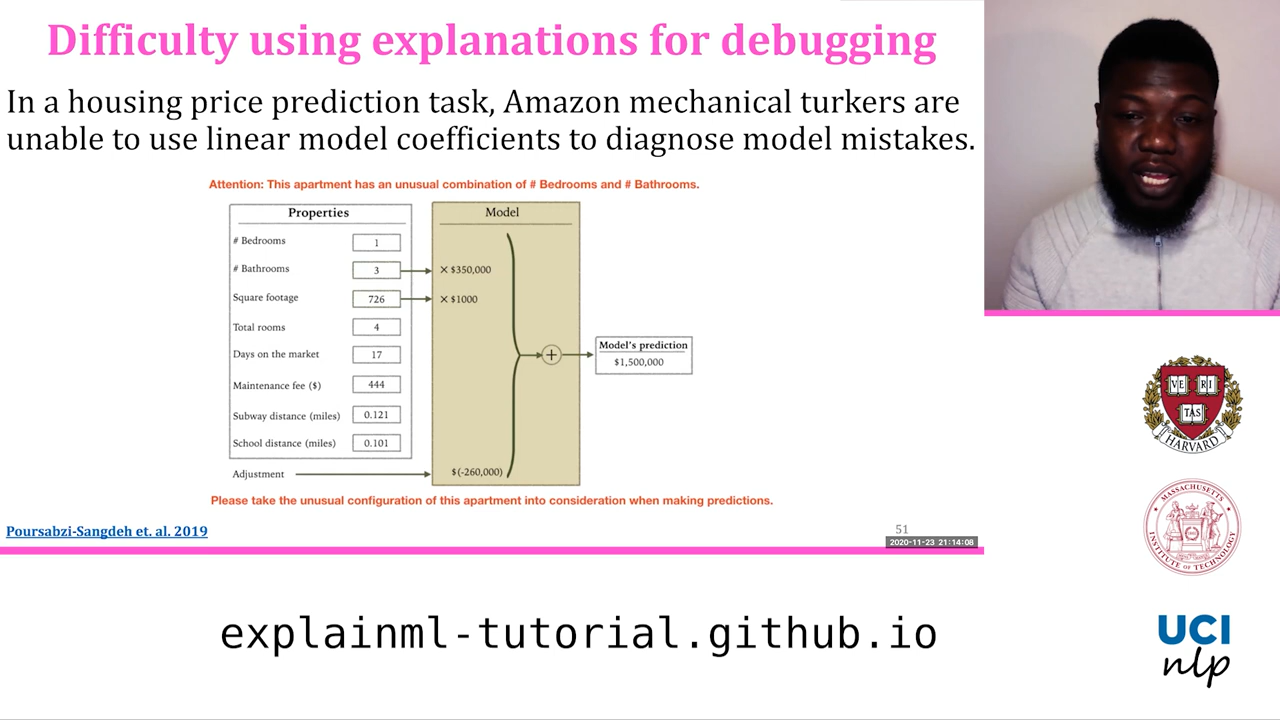 Difficulty using explanations for debugging
In a housing price prediction task, Amazon mechanical turkers are
unable to use linear model coefficients to diagnose model mistakes.
Attention: This apartment has an unusual combination of # Bedrooms and # Bathrooms.
Properties
Model
# Bedrooms 1
# Bathrooms 3 × $350,000
Square footage 726 × $1000
Total rooms 4
Days on the market 17
Maintenance fee ($) 444
Subway distance (miles) 0.121
School distance (miles) 0.101
Adjustment $(-260,000)
+
Model's prediction
$1,500,000
Please take the unusual configuration of this apartment into consideration when making predictions.
Poursabzi-Sangdeh et. al. 2019
51
2020-11-23 21:14:08
explainml-tutorial.github.io
VE RI
TAS
HARVARD
MASSACHUSETTS
INSTITUTE OF TECHNOLOGY
UCI
nlp